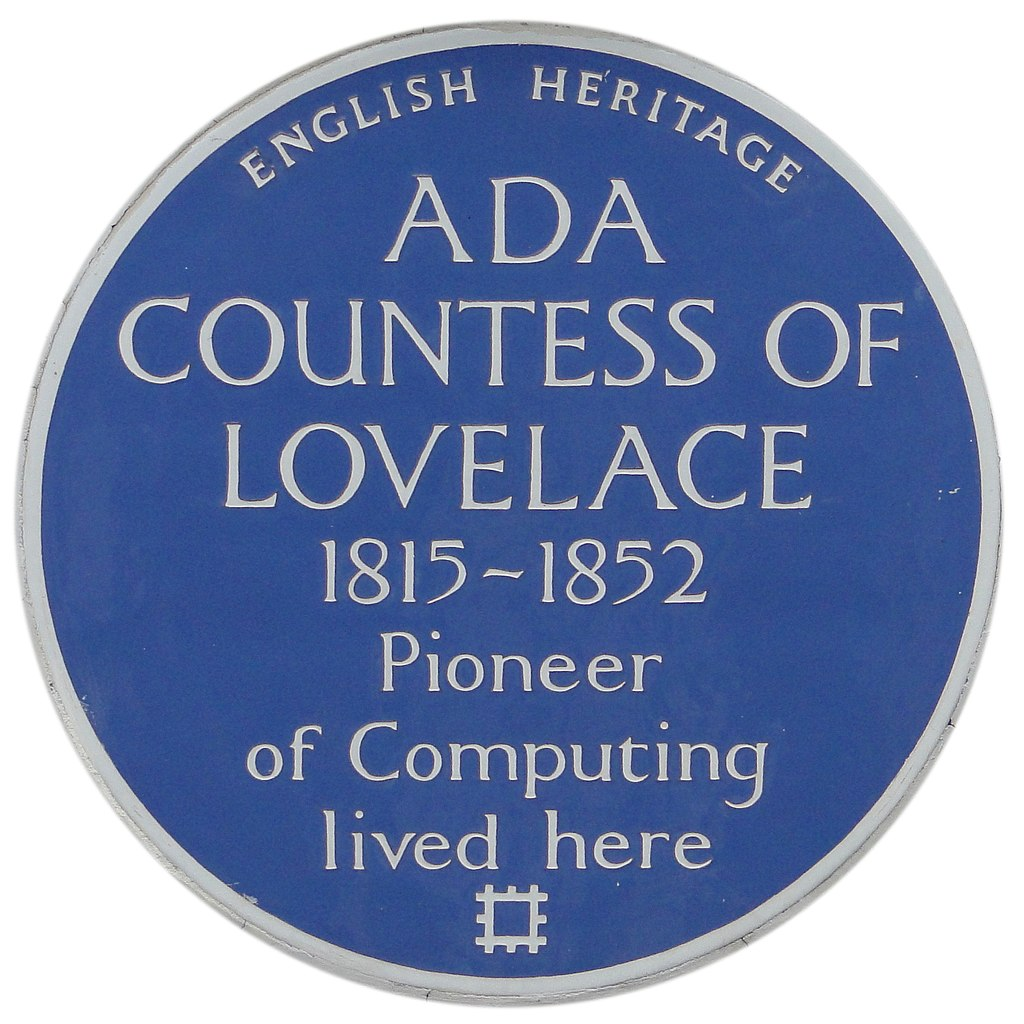 ENGLISH HERITAGE
ADA
COUNTESS OF
LOVELACE
1815-1852
Pioneer
of Computing
lived here